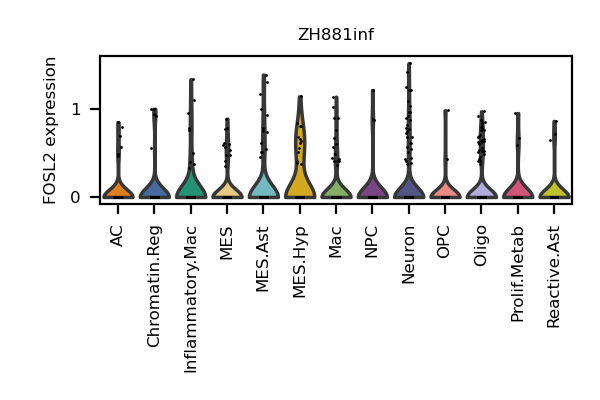 ZH881inf
FOSL2 expression
1
0
AC
Chromatin.Reg
Inflammatory.Mac
MES
MES.Ast
MES.Hyp
Mac
NPC
Neuron
OPC
Oligo
Prolif.Metab
Reactive.Ast